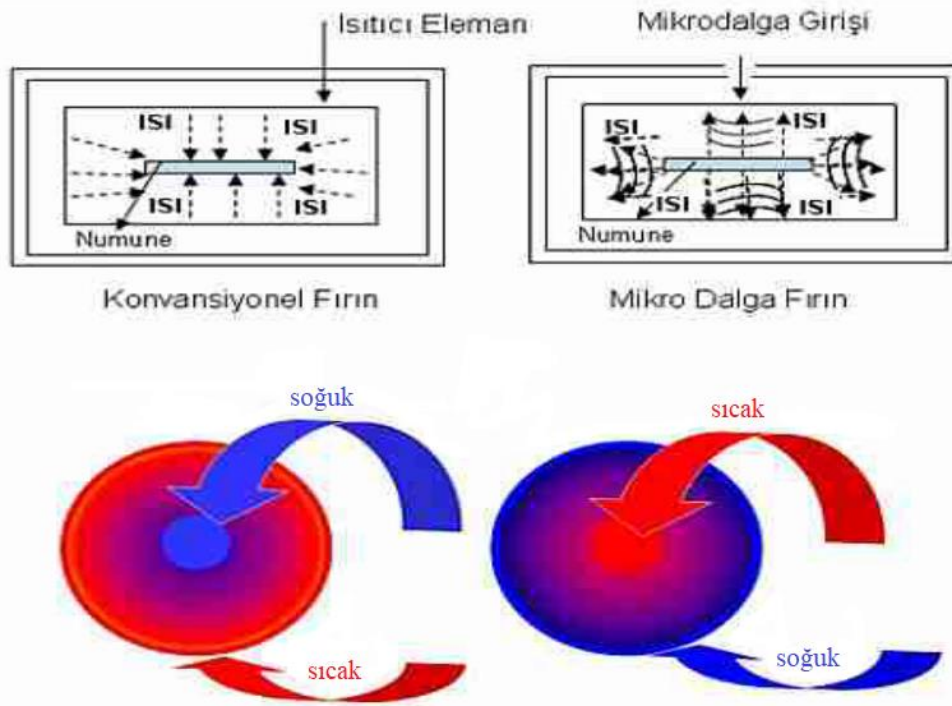 Isıtıcı Eleman
Mikrodalga Girişi
ISI ISI
ISI ISI
Numune
ISI ISI
ISI ISI
Numune
Konvansiyonel Fırın
Mikro Dalga Fırın
soğuk
sıcak
sıcak
soğuk